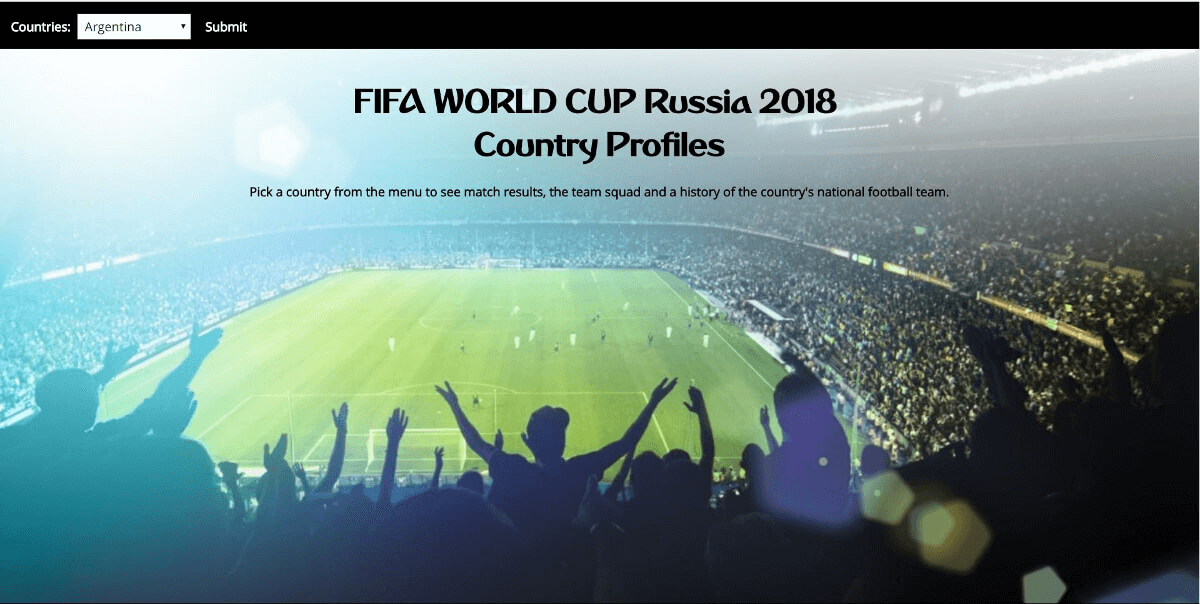 Countries: Argentina Submit
FIFA WORLD CUP Russia 2018
Country Profiles
Pick a country from the menu to see match results, the team squad and a history of the country's national football team.